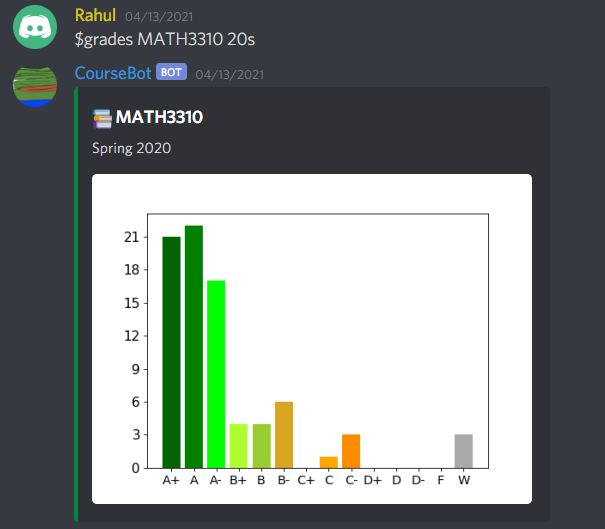 Rahul 04/13/2021
$grades MATH3310 20s
CourseBot BOT 04/13/2021
MATH3310
Spring 2020
21
18
15
12
9
6
3
0
A+ A A- B+ B B- C+ C C- D+ D D- F W